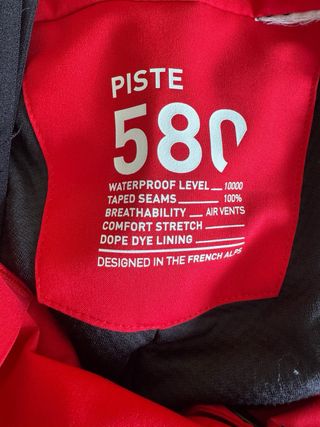 PISTE
580
WATERPROOF LEVEL 10000
TAPED SEAMS 100%
BREATHABILITY AIR VENTS
COMFORT STRETCH
DOPE DYE LINING
DESIGNED IN THE FRENCH ALPS